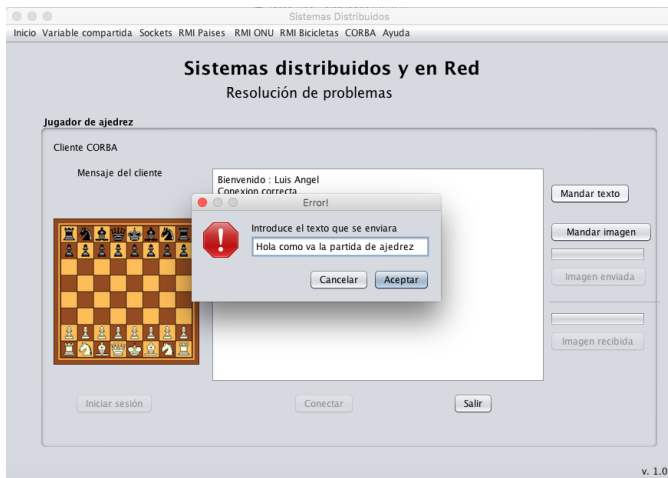 Sistemas Distribuidos
Inicio Variable compartida Sockets RMI Paises RMI ONU RMI Bicicletas CORBA Ayuda
Sistemas distribuidos y en Red
Resolución de problemas
Jugador de ajedrez
Cliente CORBA
Mensaje del cliente
Bienvenido : Luis Angel
Conexion correcta
Mandar texto
Error!
Introduce el texto que se enviara
Hola como va la partida de ajedrez
Cancelar Aceptar
Mandar imagen
Imagen enviada
Imagen recibida
Iniciar sesión Conectar Salir
v. 1.0